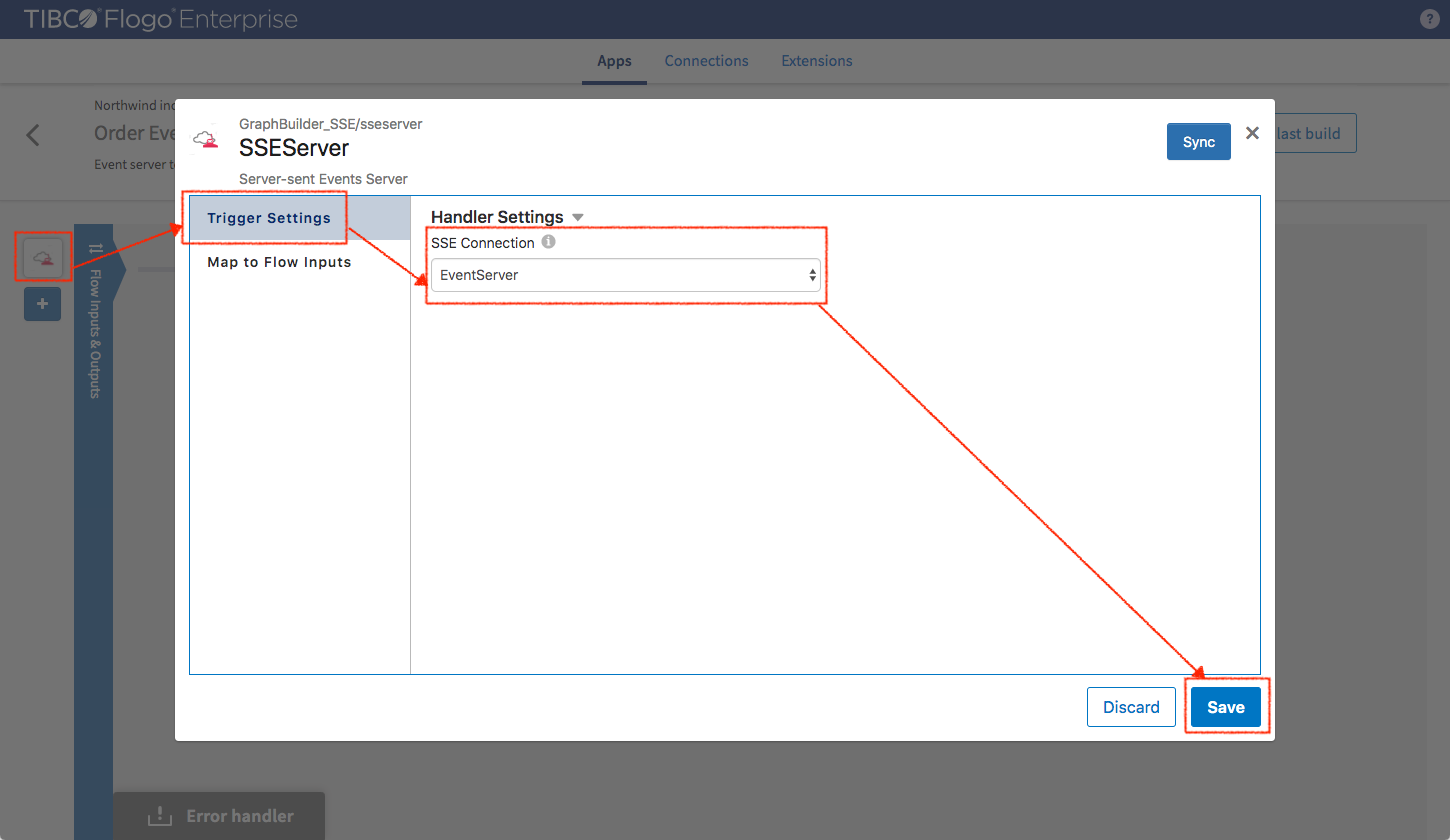 TIBCO® Flogo® Enterprise
?
Apps Connections Extensions
Northwind
Order Eve
Event server
last build
GraphBuilder_SSE/sseserver
SSEServer
Server-sent Events Server
Sync
×
Trigger Settings
Map to Flow Inputs
Handler Settings
SSE Connection i
EventServer
+
Flow Inputs & Outputs
Discard
Save
Error handler